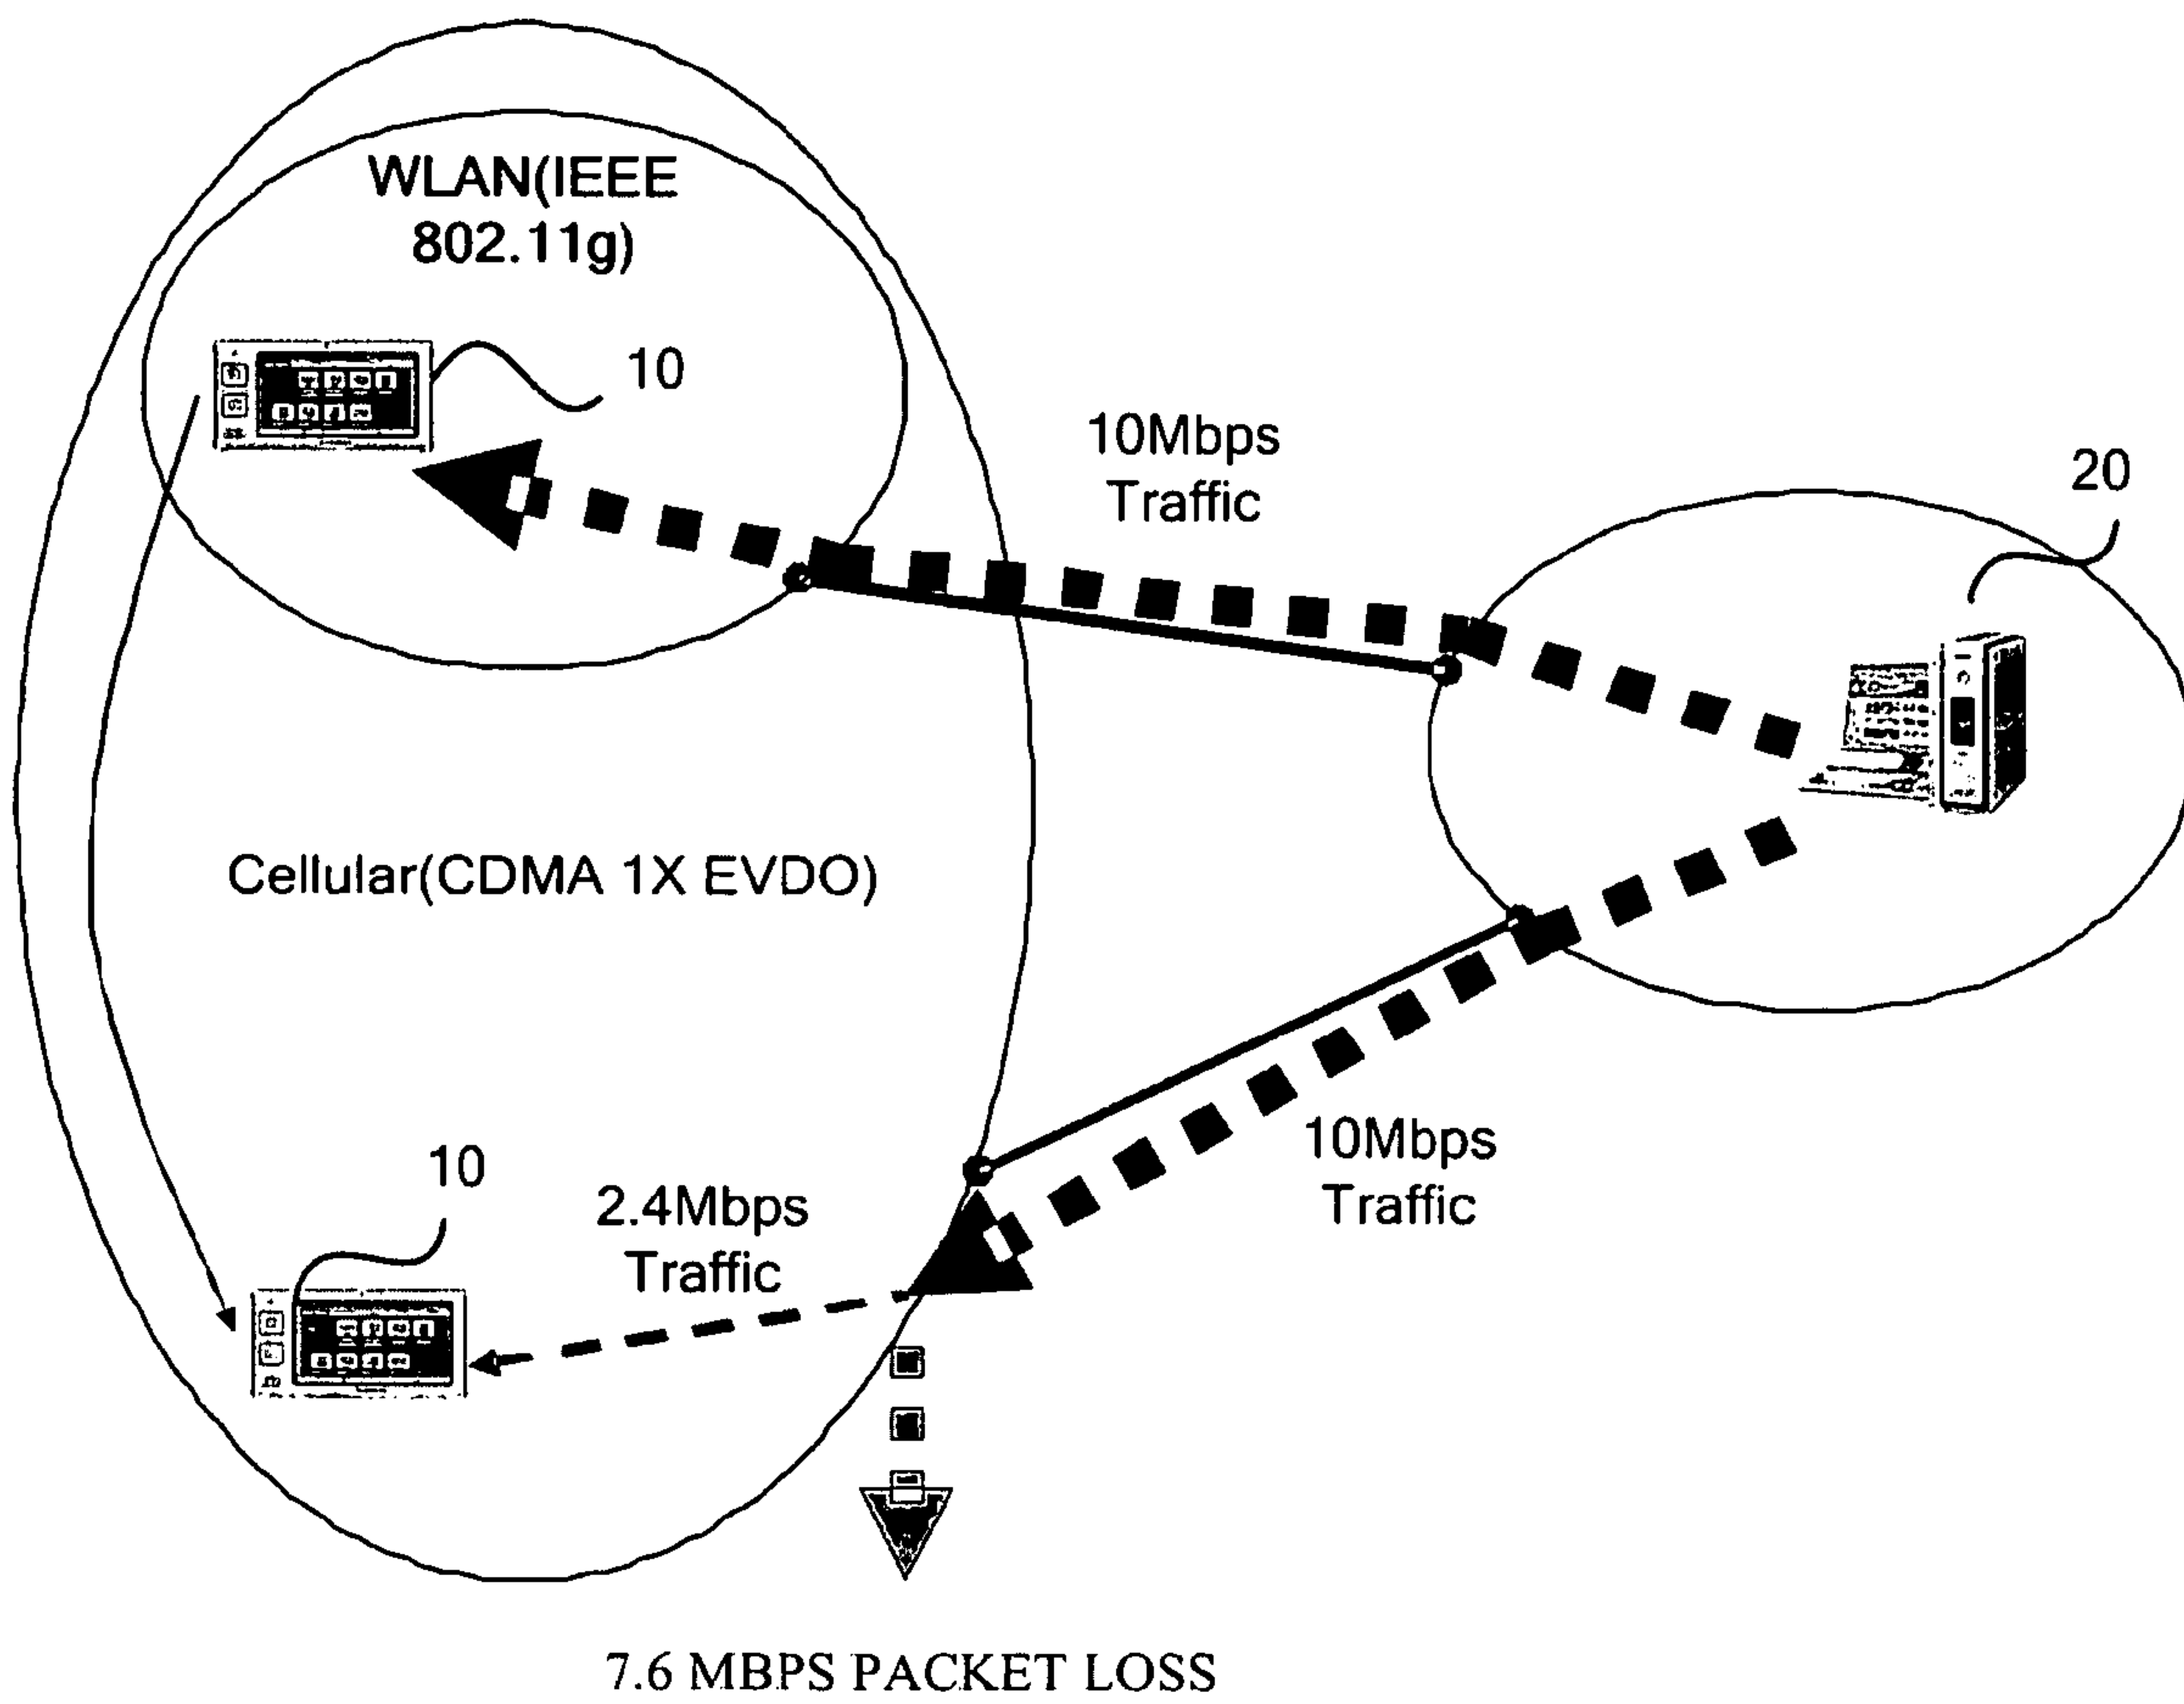 WLAN(IEEE
802.11g)
10
10Mbps
Traffic
20
Cellular(CDMA 1X EVDO)
10
2.4Mbps
Traffic
10Mbps
Traffic
7.6 MBPS PACKET LOSS